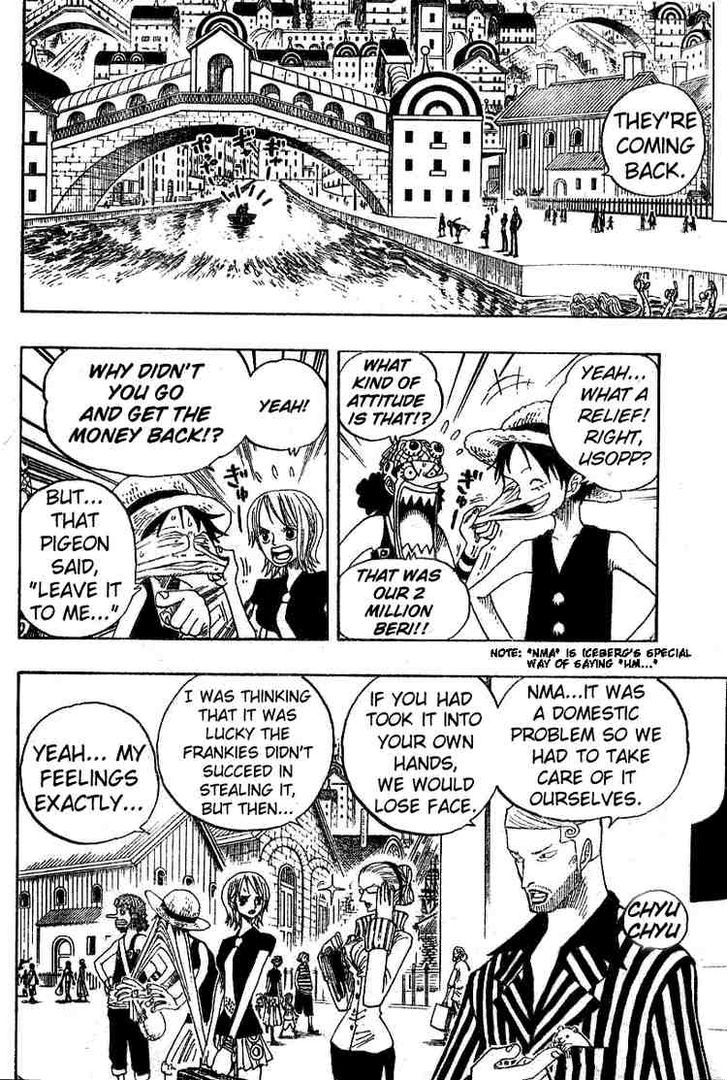 THEY'RE
COMING
BACK.
YEAH...
WHAT A
RELIEF!
RIGHT,
USOPP?
WHAT
KIND OF
ATTITUDE
IS THAT!?
THAT WAS
OUR 2
MILLION
BERI!!
YEAH!
WHY DIDN'T
YOU GO
AND GET THE
MONEY BACK!?
BUT...
THAT
PIGEON
SAID,
"LEAVE IT
TO ME..."
NOTE: "NMA" IS ICEBERG'S SPECIAL
WAY OF SAYING "UM..."
NMA...IT WAS
A DOMESTIC
PROBLEM SO WE
HAD TO TAKE
CARE OF IT
OURSELVES.
CHYU
CHYU
IF YOU HAD
TOOK IT INTO
YOUR OWN
HANDS,
WE WOULD
LOSE FACE.
I WAS THINKING
THAT IT WAS
LUCKY THE
FRANKIES DIDN'T
SUCCEED IN
STEALING IT,
BUT THEN...
YEAH... MY
FEELINGS
EXACTLY...